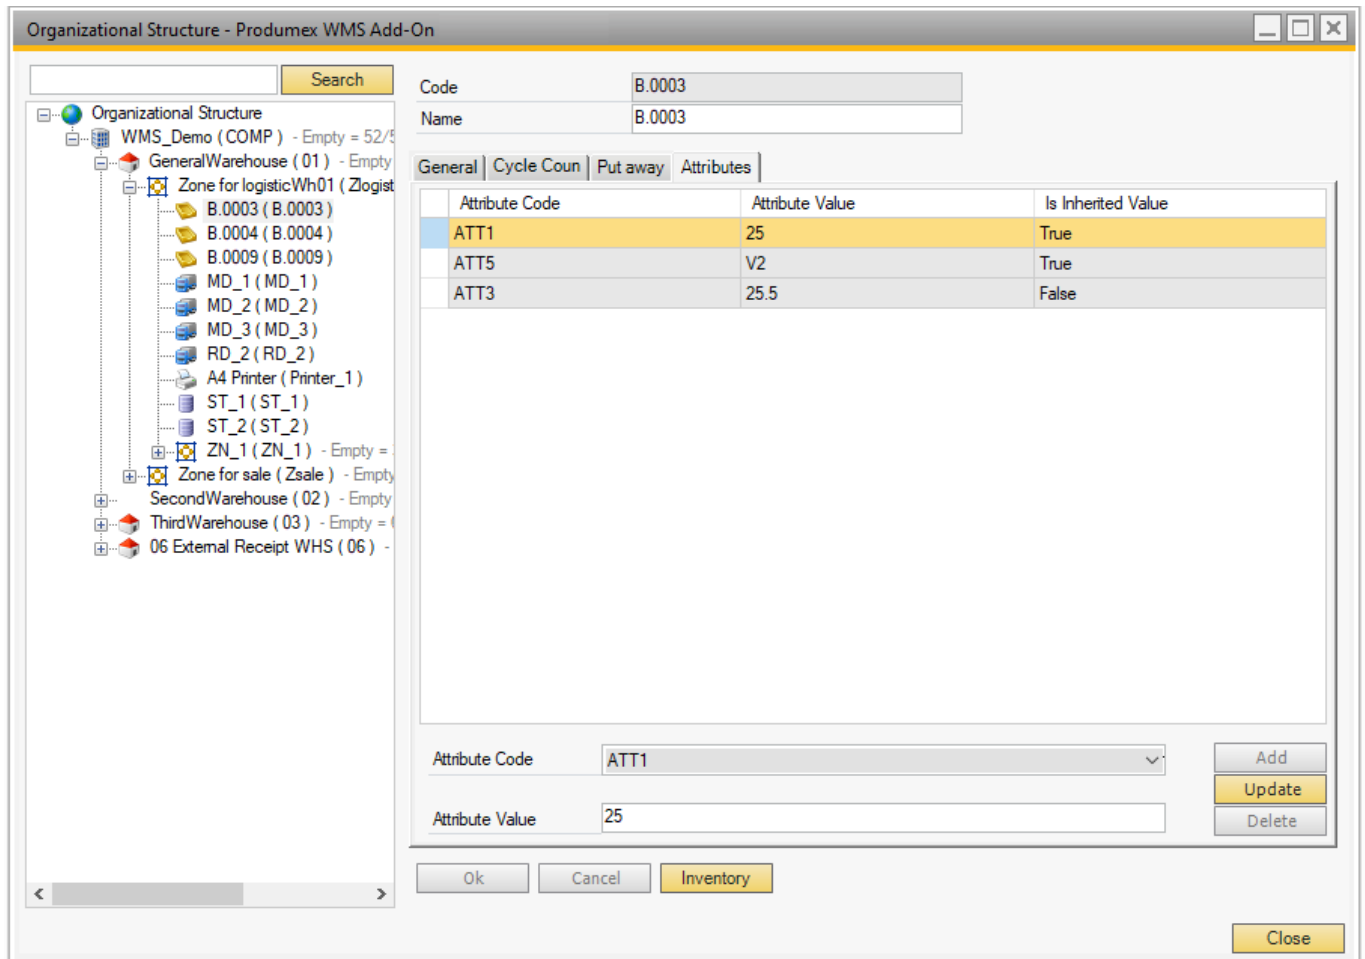 Organizational Structure - Produmex WMS Add-On
Search
Organizational Structure
WMS_Demo ( COMP ) - Empty = 52/5
GeneralWarehouse ( 01 ) - Empty
Zone for logisticWh01 ( Zlogist
B.0003 ( B.0003 )
B.0004 ( B.0004 )
B.0009 ( B.0009 )
MD_1 ( MD_1 )
MD_2 ( MD_2 )
MD_3 ( MD_3 )
RD_2 ( RD_2 )
A4 Printer ( Printer_1 )
ST_1 ( ST_1 )
ST_2 ( ST_2 )
ZN_1 ( ZN_1 ) - Empty =
Zone for sale ( Zsale ) - Empty
SecondWarehouse ( 02 ) - Empty
ThirdWarehouse ( 03 ) - Empty =
06 External Receipt WHS ( 06 ) -
Code B.0003
Name B.0003
General Cycle Coun Put away Attributes
Attribute Code Attribute Value Is Inherited Value
ATT1 25 True
ATT5 V2 True
ATT3 25.5 False
Attribute Code ATT1 Add
Update
Attribute Value 25 Delete
Ok Cancel Inventory
Close